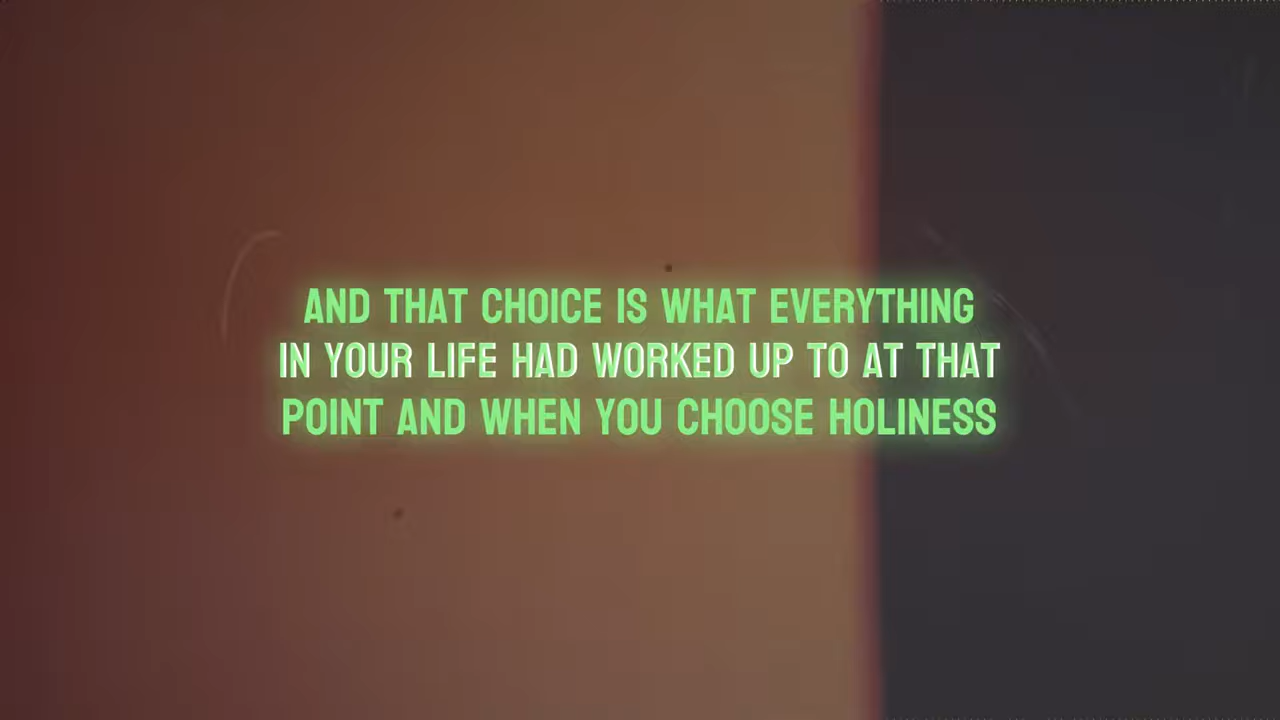 AND THAT CHOICE IS WHAT EVERYTHING
IN YOUR LIFE HAD WORKED UP TO AT THAT
POINT AND WHEN YOU CHOOSE HOLINESS